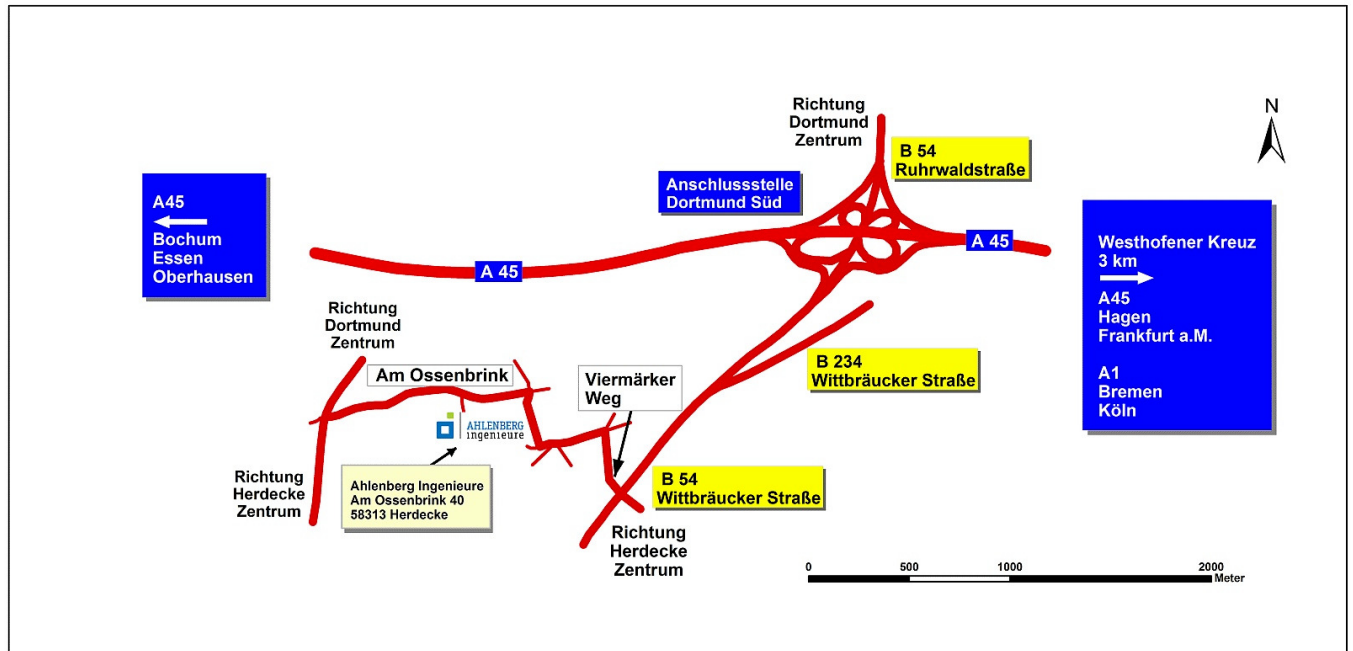 Richtung
Dortmund
Zentrum
N
B 54
Ruhrwaldstraße
Anschlussstelle
Dortmund Süd
A45
Bochum
Essen
Oberhausen
A 45
A 45
Westhofener Kreuz
3 km
A45
Hagen
Frankfurt a.M.
A1
Bremen
Köln
Richtung
Dortmund
Zentrum
Am Ossenbrink
Viermärker
Weg
B 234
Wittbräucker Straße
AHLENBERG
ingenieure
Richtung
Herdecke
Zentrum
Ahlenberg Ingenieure
Am Ossenbrink 40
58313 Herdecke
B 54
Wittbräucker Straße
Richtung
Herdecke
Zentrum
0 500 1000 2000
Meter